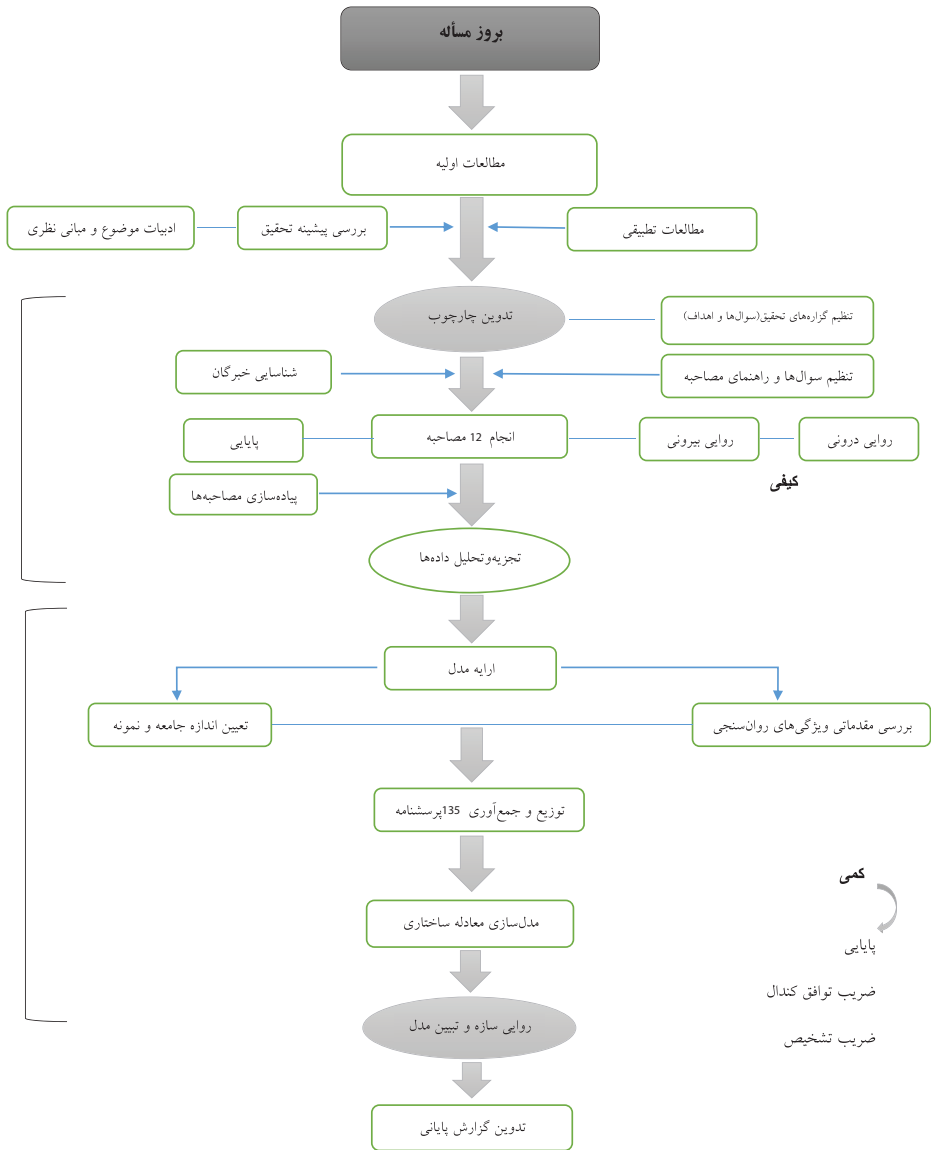 بروز مسأله
مطالعات اولیه
مطالعات تطبیقی
بررسی پیشینه تحقیق
ادبیات موضوع و مبانی نظری
تدوین چارچوب
تنظیم گزاره‌های تحقیق(سوال‌ها و اهداف)
تنظیم سوال‌ها و راهنمای مصاحبه
شناسایی خبرگان
روایی درونی
روایی بیرونی
انجام 12 مصاحبه
پایایی
کیفی
پیاده‌سازی مصاحبه‌ها
تجزیه‌وتحلیل داده‌ها
ارایه مدل
بررسی مقدماتی ویژگی‌های روان‌سنجی
تعیین اندازه جامعه و نمونه
توزیع و جمع‌آوری 135پرسشنامه
کمی
مدل‌سازی معادله ساختاری
پایایی
ضریب توافق کندال
روایی سازه و تبیین مدل
ضریب تشخیص
تدوین گزارش پایانی